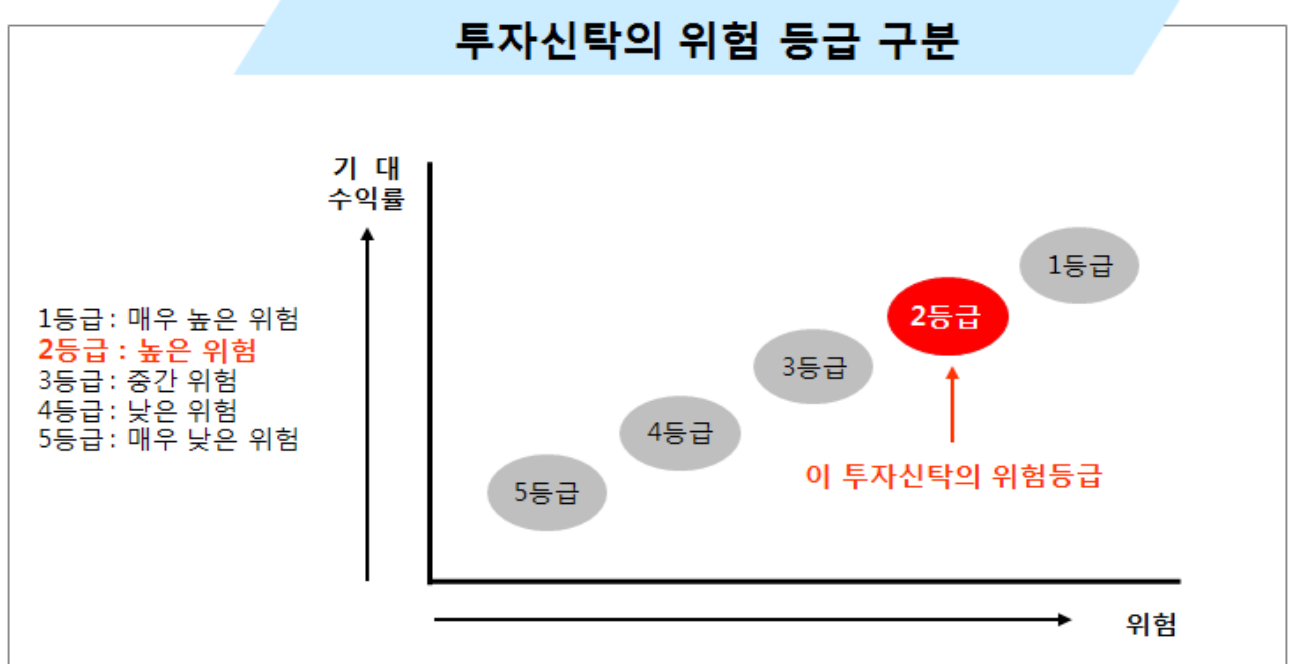 투자신탁의 위험 등급 구분
기 대
수익률
1등급 : 매우 높은 위험
2등급 : 높은 위험
3등급 : 중간 위험
4등급 : 낮은 위험
5등급 : 매우 낮은 위험
1등급
2등급
3등급
4등급
5등급
이 투자신탁의 위험등급
위험